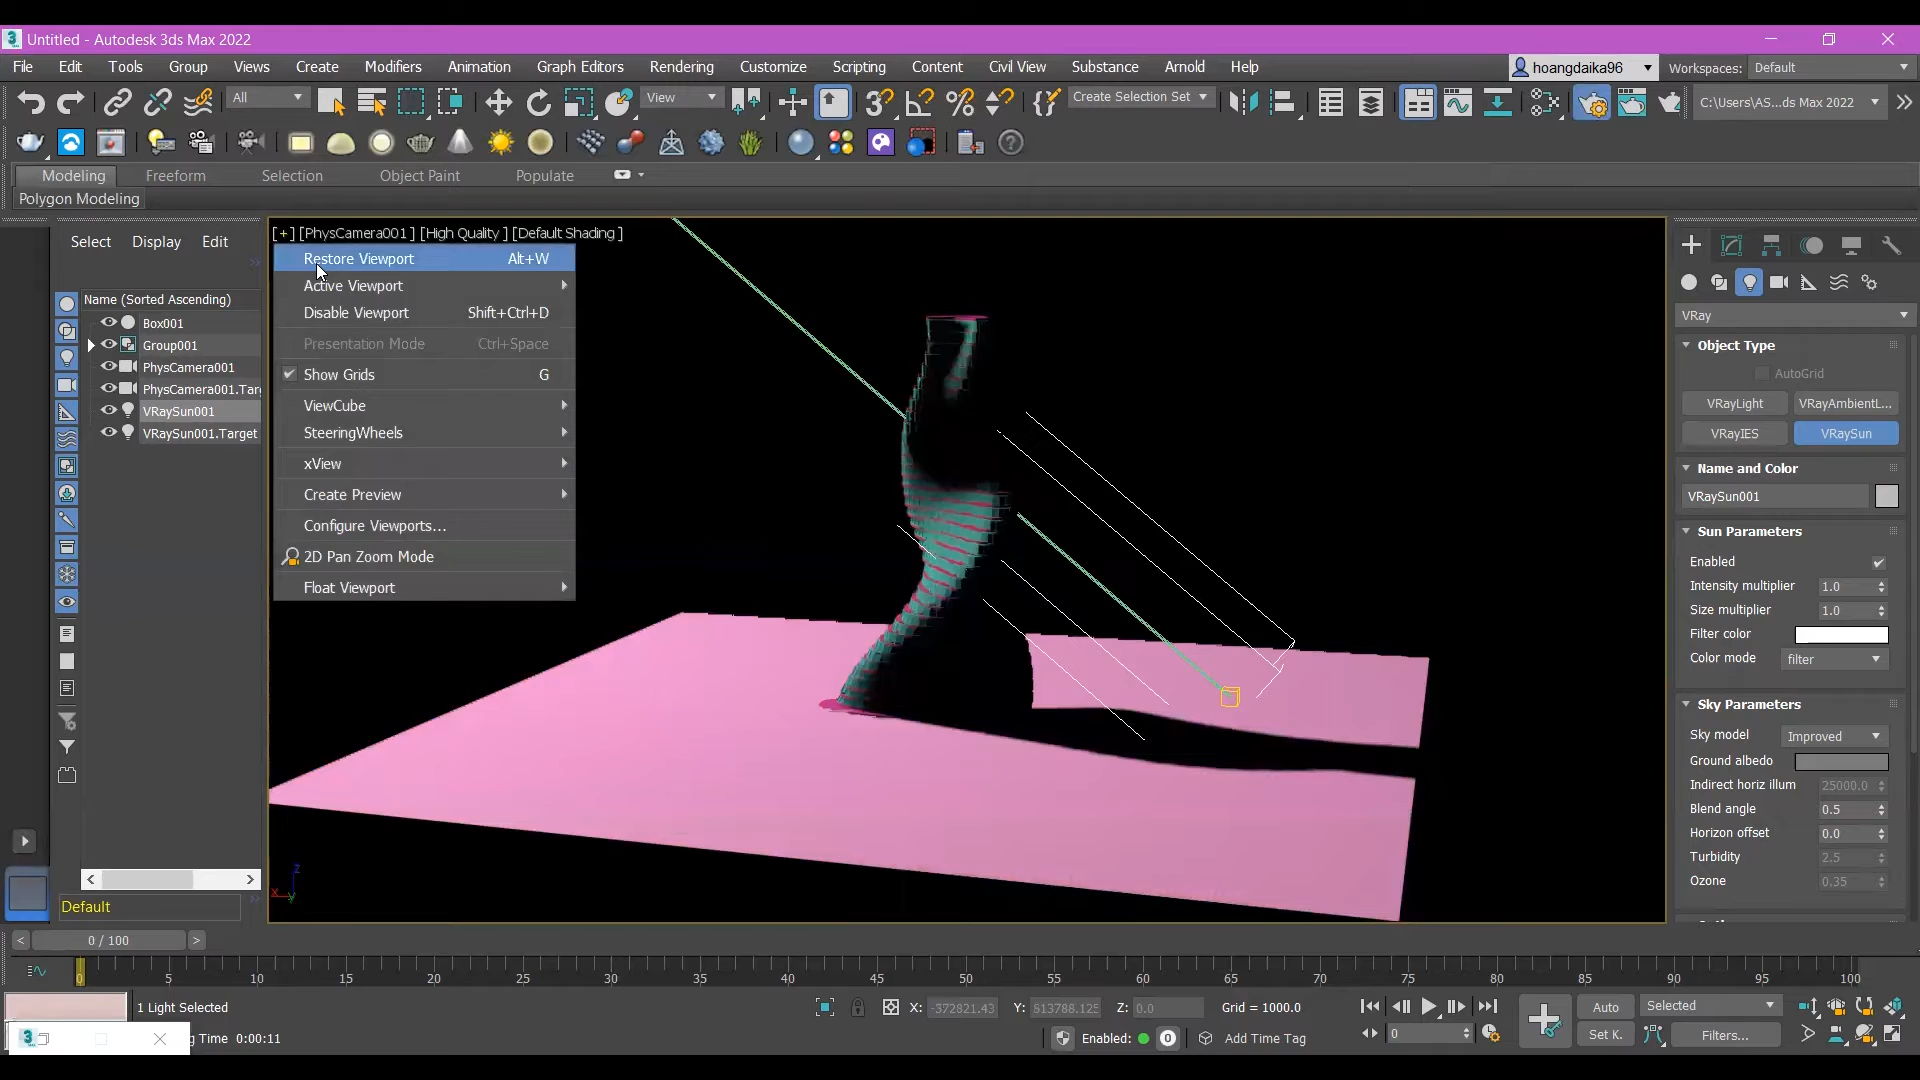 Untitled - Autodesk 3ds Max 2022
File Edit Tools Group Views Create Modifiers Animation Graph Editors Rendering Customize Scripting Content Civil View Substance Arnold Help
hoangdaika96
Workspaces: Default
All
View
Create Selection Set
C:\Users\AS...ds Max 2022
Modeling Freeform Selection Object Paint Populate
Polygon Modeling
Select Display Edit
Name (Sorted Ascending)
Box001
Group001
PhysCamera001
PhysCamera001.Targ
VRaySun001
VRaySun001.Target
Default
[+] [PhysCamera001] [High Quality] [Default Shading]
Restore Viewport Alt+W
Active Viewport
Disable Viewport Shift+Ctrl+D
Presentation Mode Ctrl+Space
Show Grids G
ViewCube
SteeringWheels
xView
Create Preview
Configure Viewports...
2D Pan Zoom Mode
Float Viewport
z
x
y
VRay
Object Type
AutoGrid
VRayLight VRayAmbientL...
VRayIES VRaySun
Name and Color
VRaySun001
Sun Parameters
Enabled
Intensity multiplier 1.0
Size multiplier 1.0
Filter color
Color mode filter
Sky Parameters
Sky model Improved
Ground albedo
Indirect horiz illum 25000.0
Blend angle 0.5
Horizon offset 0.0
Turbidity 2.5
Ozone 0.35
< 0 / 100 >
0 5 10 15 20 25 30 35 40 45 50 55 60 65 70 75 80 85 90 95 100
1 Light Selected
X: -372821.43 Y: 613788.125 Z: 0.0 Grid = 1000.0
Auto Selected
g Time 0:00:11
Enabled: 0 Add Time Tag
0
Set K. Filters...